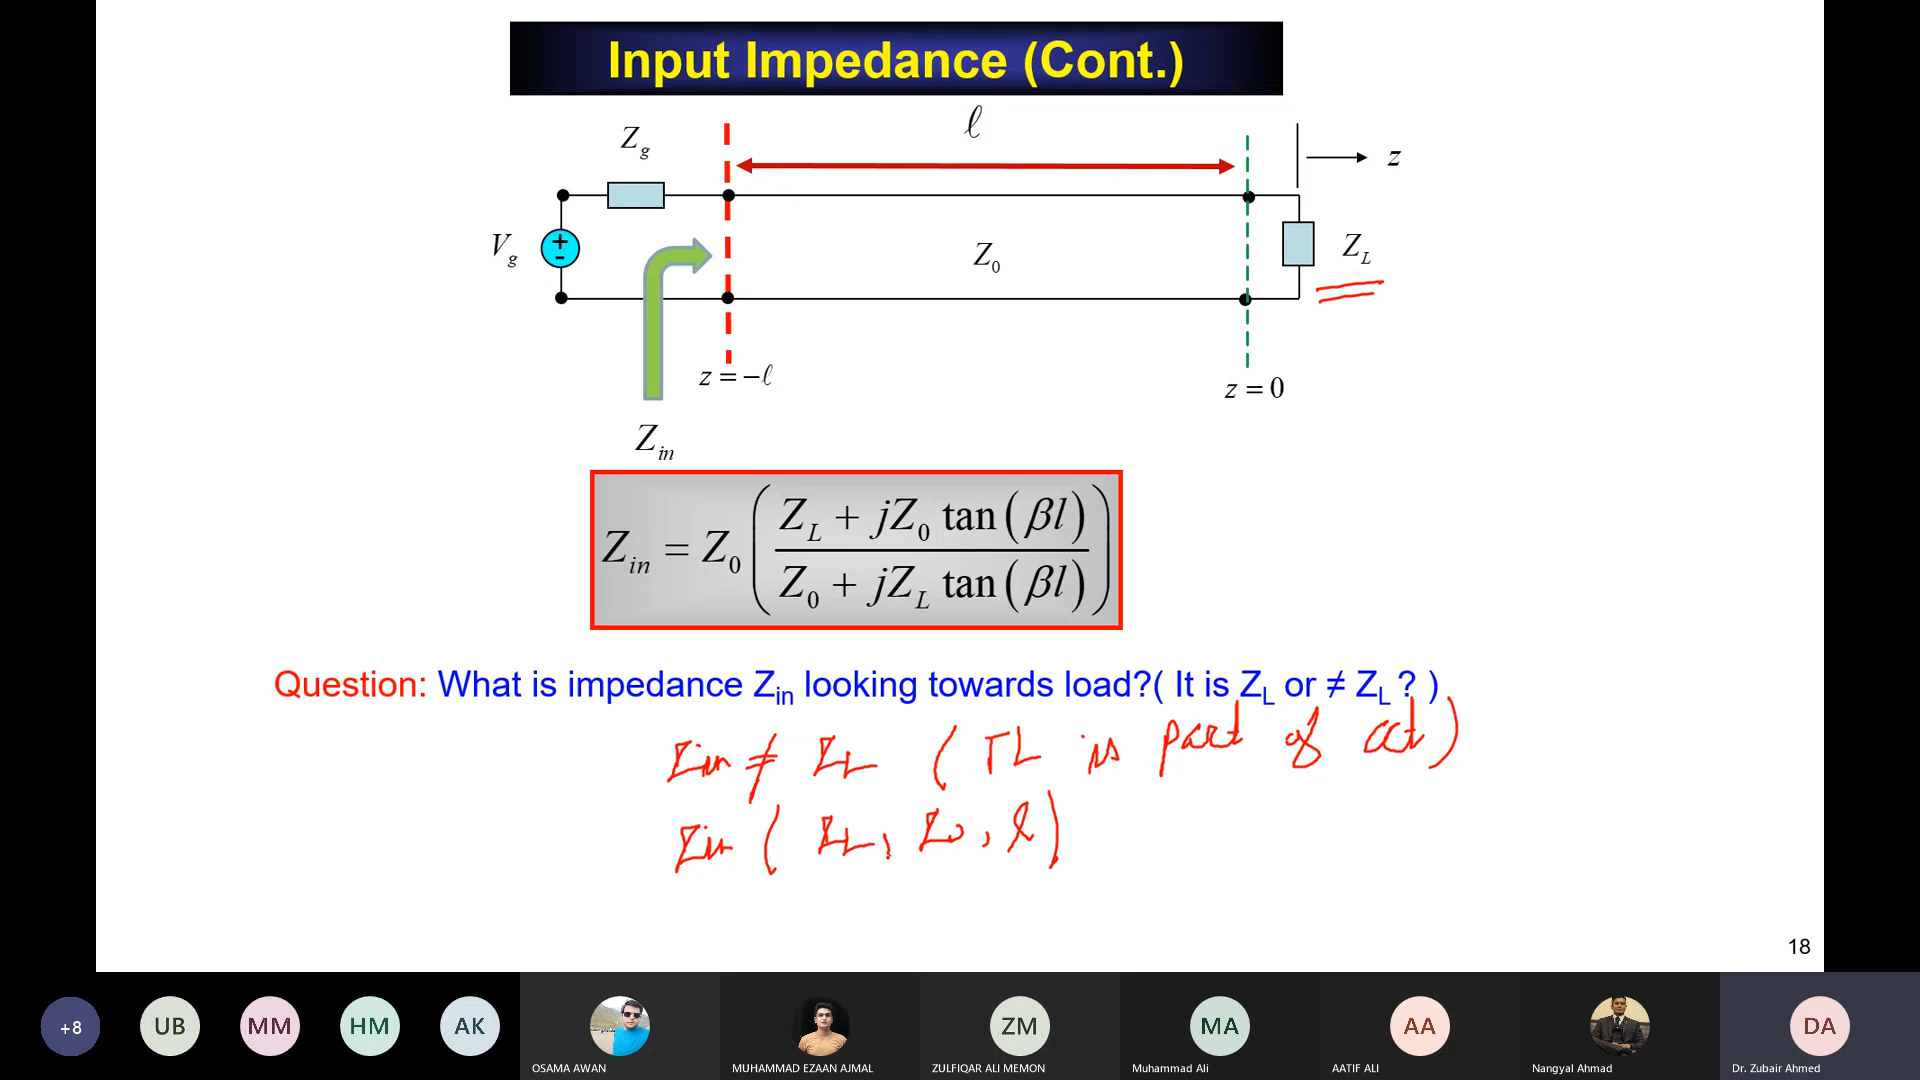 Input Impedance (Cont.)
ℓ
Z_g
z
V_g
+
-
Z_0
Z_L
z = −ℓ
z = 0
Z_in
Z_in = Z_0 ( (Z_L + jZ_0 tan(βl)) / (Z_0 + jZ_L tan(βl)) )
Question: What is impedance Z_in looking towards load?( It is Z_L or ≠ Z_L ? )
Zin ≠ ZL (TL is part of cct)
Zin ( ZL, Z0, l)
18
+8
UB
MM
HM
AK
ZM
MA
AA
DA
OSAMA AWAN
MUHAMMAD EZAAN AJMAL
ZULFIQAR ALI MEMON
Muhammad Ali
AATIF ALI
Nangyal Ahmad
Dr. Zubair Ahmed